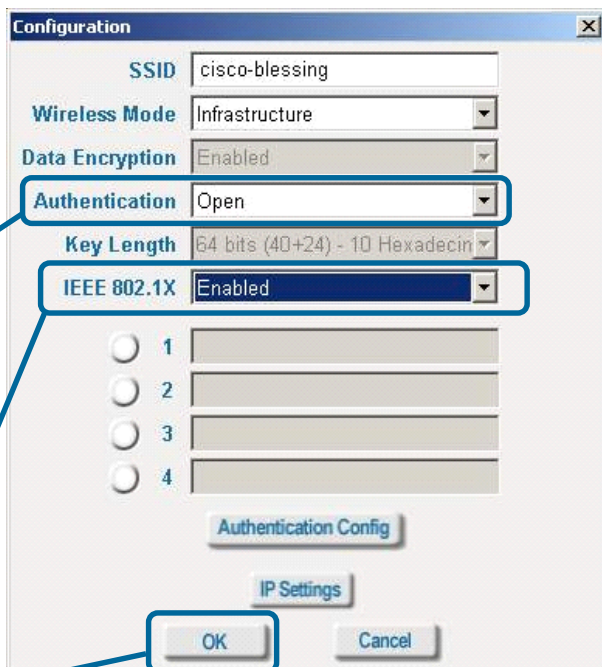 Configuration
SSID cisco-blessing
Wireless Mode Infrastructure
Data Encryption Enabled
Authentication Open
Key Length 64 bits (40+24) - 10 Hexadecin
IEEE 802.1X Enabled
1
2
3
4
Authentication Config
IP Settings
OK Cancel